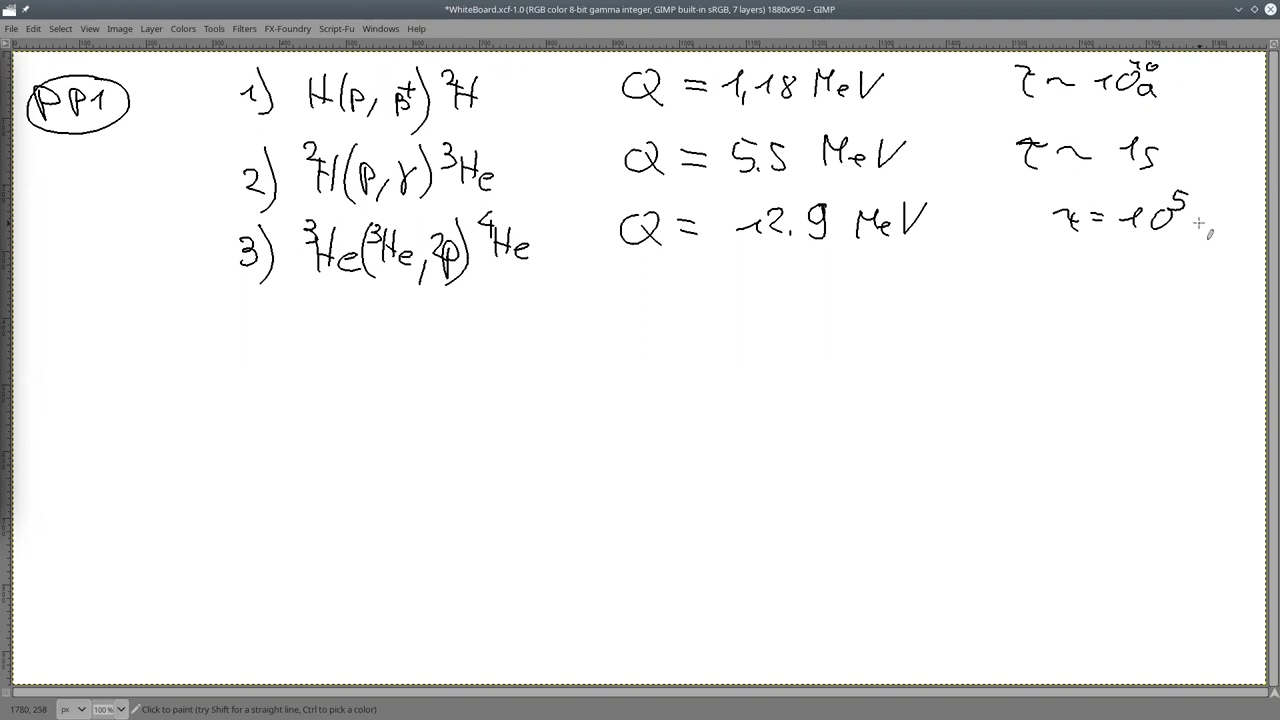 *WhiteBoard.xcf-1.0 (RGB color 8-bit gamma integer, GIMP built-in sRGB, 7 layers) 1880x950 – GIMP
File Edit Select View Image Layer Colors Tools Filters FX-Foundry Script-Fu Windows Help
pp1
1) H(p, β⁺) ²H Q = 1,18 MeV τ ~ 10¹⁰a
2) ²H(p, γ) ³He Q = 5.5 MeV τ ~ 1s
3) ³He(³He, 2p) ⁴He Q = 12.9 MeV τ = 10⁵
1780, 258 px 100 % Click to paint (try Shift for a straight line, Ctrl to pick a color)